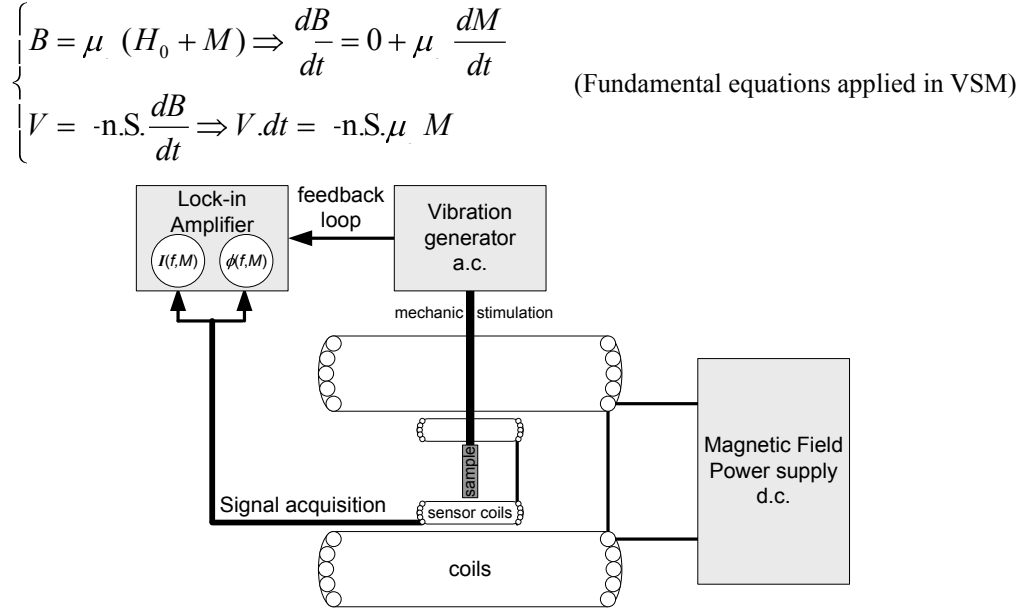 B = μ (H₀ + M) ⇒ dB/dt = 0 + μ dM/dt
(Fundamental equations applied in VSM)
V = -n.S. dB/dt ⇒ V.dt = -n.S.μ M
Lock-in
Amplifier
I(f,M) ϕ(f,M)
feedback
loop
Vibration
generator
a.c.
mechanic stimulation
sample
sensor coils
Signal acquisition
coils
Magnetic Field
Power supply
d.c.